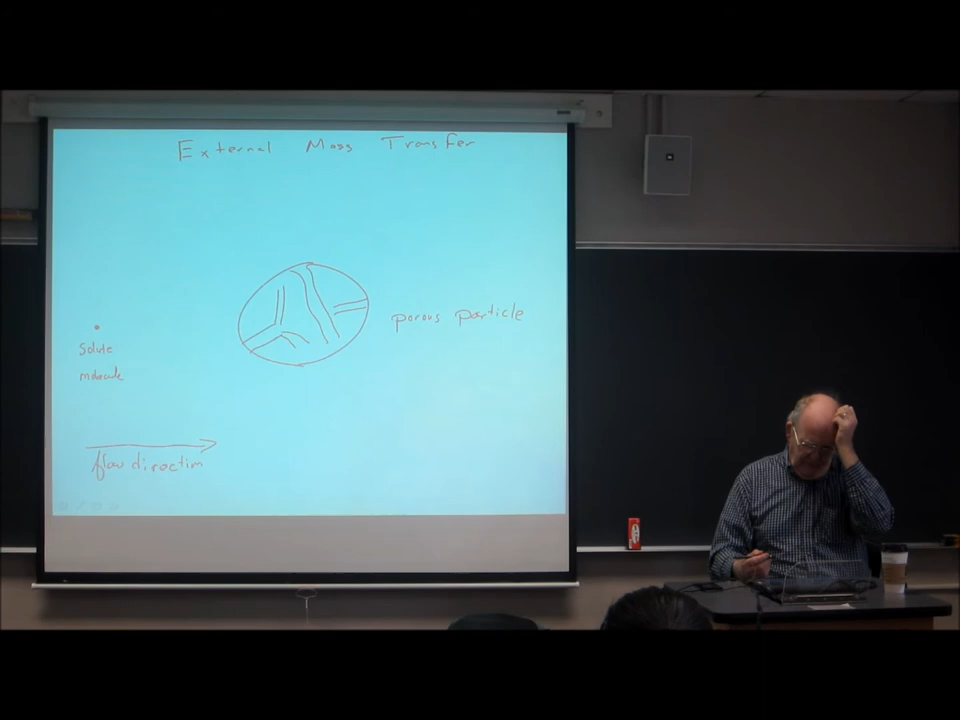 External Mass Transfer
porous particle
solute
molecule
flow direction